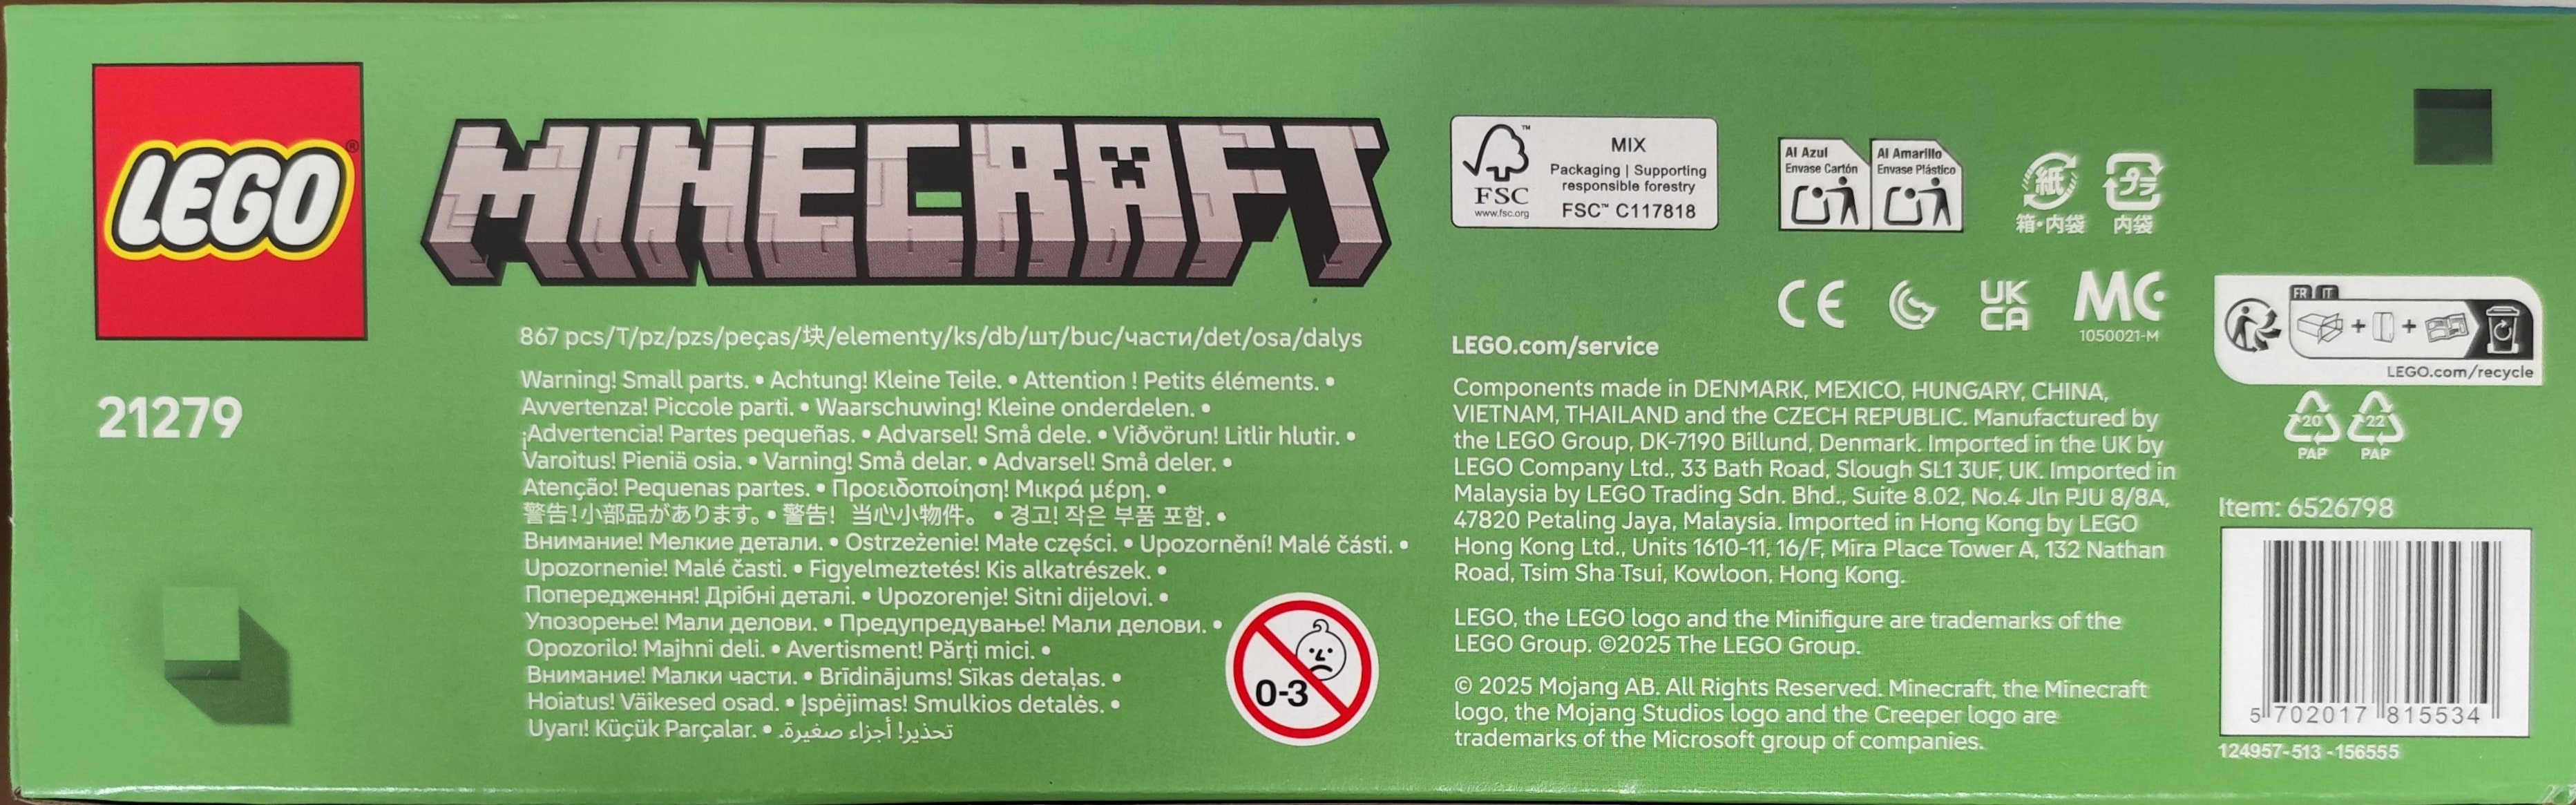 LEGO®
21279
MINECRAFT
867 pcs/T/pz/pzs/peças/块/elementy/ks/db/шт/buc/части/det/osa/dalys
Warning! Small parts. • Achtung! Kleine Teile. • Attention ! Petits éléments. •
Avvertenza! Piccole parti. • Waarschuwing! Kleine onderdelen. •
¡Advertencia! Partes pequeñas. • Advarsel! Små dele. • Viðvörun! Litlir hlutir. •
Varoitus! Pieniä osia. • Varning! Små delar. • Advarsel! Små deler. •
Atenção! Pequenas partes. • Προειδοποίηση! Μικρά μέρη. •
警告!小部品があります。• 警告! 当心小物件。 • 경고! 작은 부품 포함. •
Внимание! Мелкие детали. • Ostrzeżenie! Małe części. • Upozornění! Malé části. •
Upozornenie! Malé časti. • Figyelmeztetés! Kis alkatrészek. •
Попередження! Дрібні деталі. • Upozorenje! Sitni dijelovi. •
Упозорење! Мали делови. • Предупредување! Мали делови. •
Opozorilo! Majhni deli. • Avertisment! Părți mici. •
Внимание! Малки части. • Brīdinājums! Sīkas detaļas. •
Hoiatus! Väikesed osad. • Įspėjimas! Smulkios detalės. •
Uyarı! Küçük Parçalar. • تحذير! أجزاء صغيرة.
0-3
FSC™
www.fsc.org
MIX
Packaging | Supporting
responsible forestry
FSC™ C117818
Al Azul
Envase Cartón
Al Amarillo
Envase Plástico
紙
箱・内袋
プラ
内袋
CE
UK
CA
MC
1050021-M
LEGO.com/service
Components made in DENMARK, MEXICO, HUNGARY, CHINA,
VIETNAM, THAILAND and the CZECH REPUBLIC. Manufactured by
the LEGO Group, DK-7190 Billund, Denmark. Imported in the UK by
LEGO Company Ltd., 33 Bath Road, Slough SL1 3UF, UK. Imported in
Malaysia by LEGO Trading Sdn. Bhd., Suite 8.02, No.4 Jln PJU 8/8A,
47820 Petaling Jaya, Malaysia. Imported in Hong Kong by LEGO
Hong Kong Ltd., Units 1610-11, 16/F, Mira Place Tower A, 132 Nathan
Road, Tsim Sha Tsui, Kowloon, Hong Kong.
LEGO, the LEGO logo and the Minifigure are trademarks of the
LEGO Group. ©2025 The LEGO Group.
© 2025 Mojang AB. All Rights Reserved. Minecraft, the Minecraft
logo, the Mojang Studios logo and the Creeper logo are
trademarks of the Microsoft group of companies.
FR IT
LEGO.com/recycle
20 22
PAP PAP
Item: 6526798
5 702017 815534
124957-513 -156555